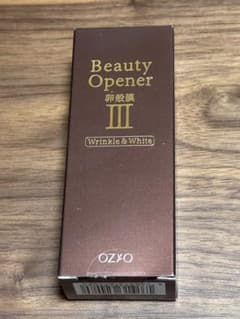 Beauty
Opener
卵殻膜
III
Wrinkle & White
OZIO